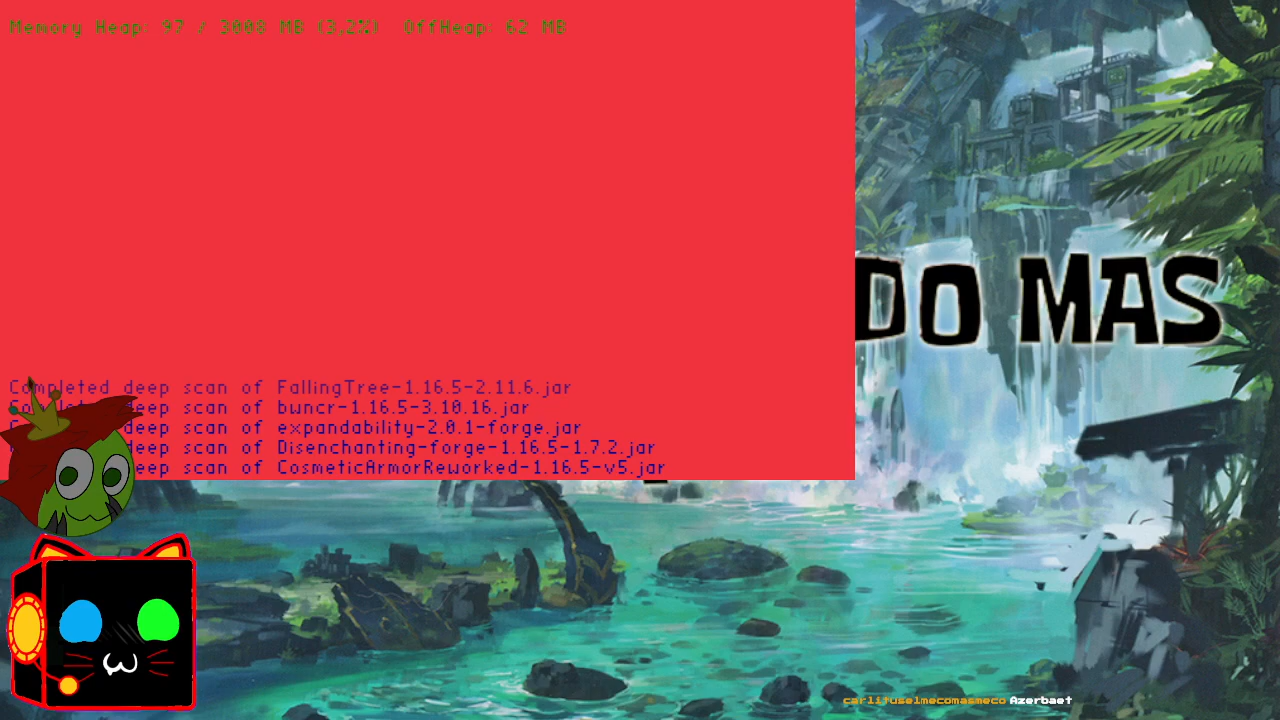 Memory Heap: 97 / 3008 MB (3.2%) OffHeap: 62 MB
DO MAS
Completed deep scan of FallingTree-1.16.5-2.11.6.jar
Completed deep scan of bwncr-1.16.5-3.10.16.jar
deep scan of expandability-2.0.1-forge.jar
deep scan of Disenchanting-forge-1.16.5-1.7.2.jar
deep scan of CosmeticArmorReworked-1.16.5-v5.jar
carlifuselmecomasmeco Azerbaet